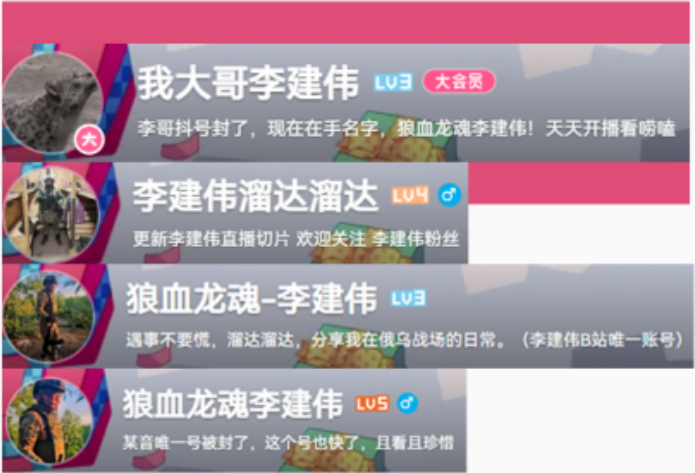 我大哥李建伟 LV3 大会员
大
李哥抖号封了，现在在手名字，狼血龙魂李建伟！天天开播看唠嗑
李建伟溜达溜达 LV4
更新李建伟直播切片 欢迎关注 李建伟粉丝
狼血龙魂-李建伟 LV3
遇事不要慌，溜达溜达，分享我在俄乌战场的日常。（李建伟B站唯一账号）
狼血龙魂李建伟 LV5
某音唯一号被封了，这个号也快了，且看且珍惜